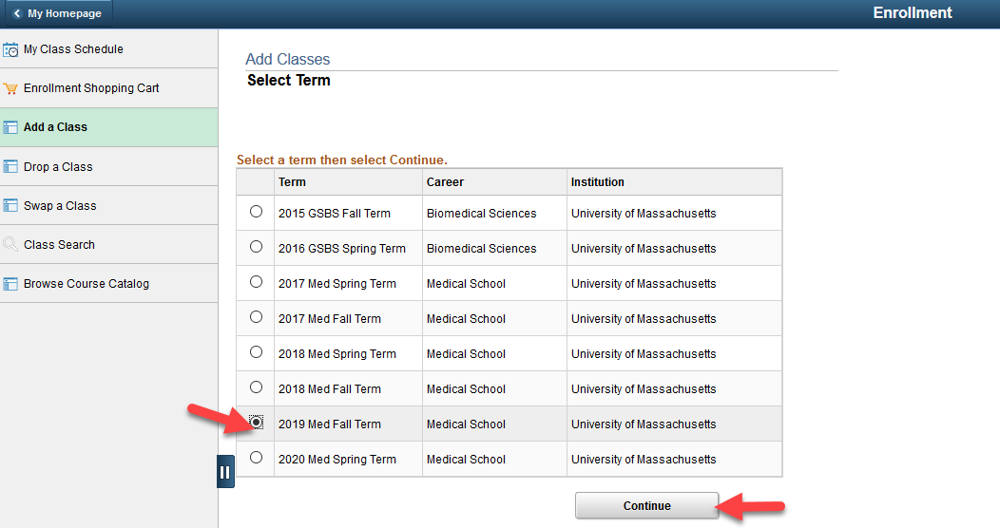 My Homepage
Enrollment
My Class Schedule
Enrollment Shopping Cart
Add a Class
Drop a Class
Swap a Class
Class Search
Browse Course Catalog
Add Classes
Select Term
Select a term then select Continue.
Term Career Institution
2015 GSBS Fall Term Biomedical Sciences University of Massachusetts
2016 GSBS Spring Term Biomedical Sciences University of Massachusetts
2017 Med Spring Term Medical School University of Massachusetts
2017 Med Fall Term Medical School University of Massachusetts
2018 Med Spring Term Medical School University of Massachusetts
2018 Med Fall Term Medical School University of Massachusetts
2019 Med Fall Term Medical School University of Massachusetts
2020 Med Spring Term Medical School University of Massachusetts
Continue